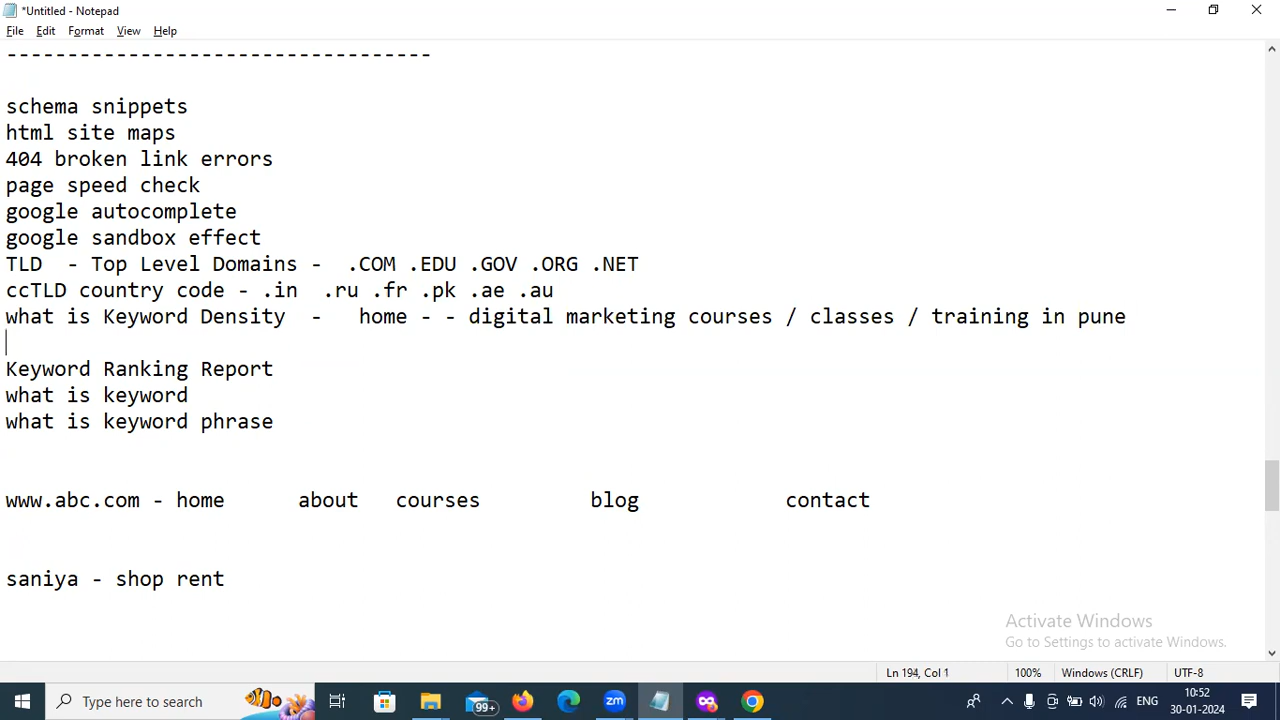 *Untitled - Notepad
File Edit Format View Help
-----------------------------------
schema snippets
html site maps
404 broken link errors
page speed check
google autocomplete
google sandbox effect
TLD  - Top Level Domains -  .COM .EDU .GOV .ORG .NET
ccTLD country code - .in  .ru .fr .pk .ae .au
what is Keyword Density  -   home - - digital marketing courses / classes / training in pune
Keyword Ranking Report
what is keyword
what is keyword phrase
www.abc.com - home      about   courses         blog            contact
saniya - shop rent
Activate Windows
Go to Settings to activate Windows.
Ln 194, Col 1 100% Windows (CRLF) UTF-8
Type here to search 99+ zm ENG 10:52
30-01-2024